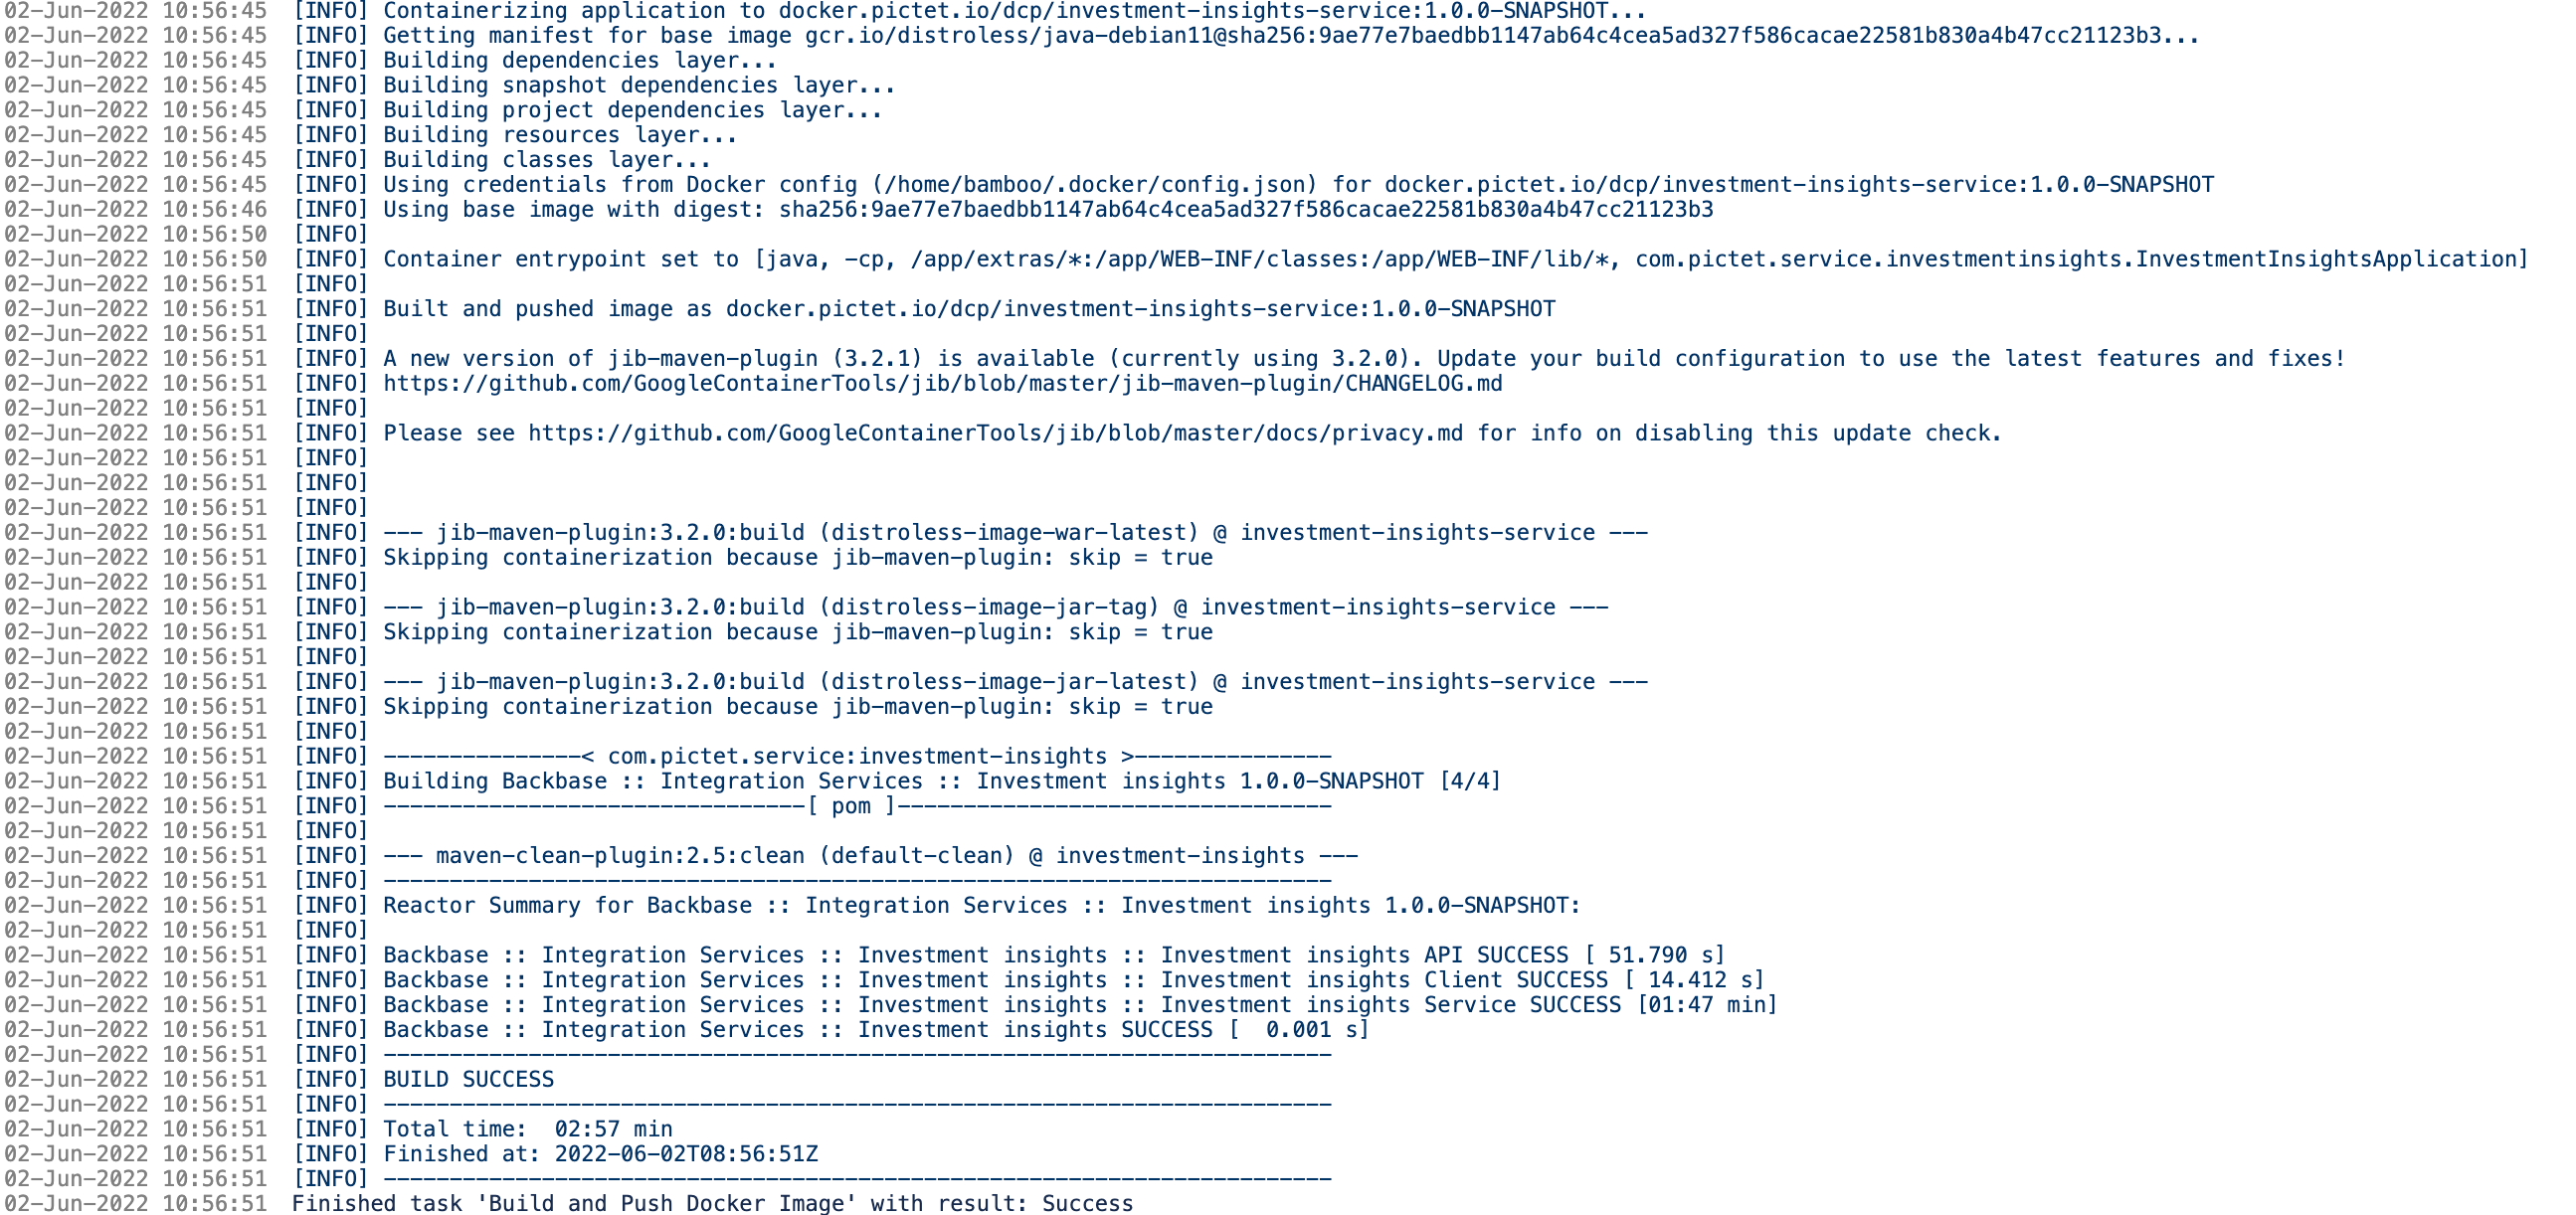 02-Jun-2022 10:56:45 [INFO] Containerizing application to docker.pictet.io/dcp/investment-insights-service:1.0.0-SNAPSHOT...
02-Jun-2022 10:56:45 [INFO] Getting manifest for base image gcr.io/distroless/java-debian11@sha256:9ae77e7baedbb1147ab64c4cea5ad327f586cacae22581b830a4b47cc21123b3...
02-Jun-2022 10:56:45 [INFO] Building dependencies layer...
02-Jun-2022 10:56:45 [INFO] Building snapshot dependencies layer...
02-Jun-2022 10:56:45 [INFO] Building project dependencies layer...
02-Jun-2022 10:56:45 [INFO] Building resources layer...
02-Jun-2022 10:56:45 [INFO] Building classes layer...
02-Jun-2022 10:56:45 [INFO] Using credentials from Docker config (/home/bamboo/.docker/config.json) for docker.pictet.io/dcp/investment-insights-service:1.0.0-SNAPSHOT
02-Jun-2022 10:56:46 [INFO] Using base image with digest: sha256:9ae77e7baedbb1147ab64c4cea5ad327f586cacae22581b830a4b47cc21123b3
02-Jun-2022 10:56:50 [INFO]
02-Jun-2022 10:56:50 [INFO] Container entrypoint set to [java, -cp, /app/extras/*:/app/WEB-INF/classes:/app/WEB-INF/lib/*, com.pictet.service.investmentinsights.InvestmentInsightsApplication]
02-Jun-2022 10:56:51 [INFO]
02-Jun-2022 10:56:51 [INFO] Built and pushed image as docker.pictet.io/dcp/investment-insights-service:1.0.0-SNAPSHOT
02-Jun-2022 10:56:51 [INFO]
02-Jun-2022 10:56:51 [INFO] A new version of jib-maven-plugin (3.2.1) is available (currently using 3.2.0). Update your build configuration to use the latest features and fixes!
02-Jun-2022 10:56:51 [INFO] https://github.com/GoogleContainerTools/jib/blob/master/jib-maven-plugin/CHANGELOG.md
02-Jun-2022 10:56:51 [INFO]
02-Jun-2022 10:56:51 [INFO] Please see https://github.com/GoogleContainerTools/jib/blob/master/docs/privacy.md for info on disabling this update check.
02-Jun-2022 10:56:51 [INFO]
02-Jun-2022 10:56:51 [INFO]
02-Jun-2022 10:56:51 [INFO]
02-Jun-2022 10:56:51 [INFO] --- jib-maven-plugin:3.2.0:build (distroless-image-war-latest) @ investment-insights-service ---
02-Jun-2022 10:56:51 [INFO] Skipping containerization because jib-maven-plugin: skip = true
02-Jun-2022 10:56:51 [INFO]
02-Jun-2022 10:56:51 [INFO] --- jib-maven-plugin:3.2.0:build (distroless-image-jar-tag) @ investment-insights-service ---
02-Jun-2022 10:56:51 [INFO] Skipping containerization because jib-maven-plugin: skip = true
02-Jun-2022 10:56:51 [INFO]
02-Jun-2022 10:56:51 [INFO] --- jib-maven-plugin:3.2.0:build (distroless-image-jar-latest) @ investment-insights-service ---
02-Jun-2022 10:56:51 [INFO] Skipping containerization because jib-maven-plugin: skip = true
02-Jun-2022 10:56:51 [INFO]
02-Jun-2022 10:56:51 [INFO] ---------------< com.pictet.service:investment-insights >---------------
02-Jun-2022 10:56:51 [INFO] Building Backbase :: Integration Services :: Investment insights 1.0.0-SNAPSHOT [4/4]
02-Jun-2022 10:56:51 [INFO] --------------------------------[ pom ]---------------------------------
02-Jun-2022 10:56:51 [INFO]
02-Jun-2022 10:56:51 [INFO] --- maven-clean-plugin:2.5:clean (default-clean) @ investment-insights ---
02-Jun-2022 10:56:51 [INFO] ------------------------------------------------------------------------
02-Jun-2022 10:56:51 [INFO] Reactor Summary for Backbase :: Integration Services :: Investment insights 1.0.0-SNAPSHOT:
02-Jun-2022 10:56:51 [INFO]
02-Jun-2022 10:56:51 [INFO] Backbase :: Integration Services :: Investment insights :: Investment insights API SUCCESS [ 51.790 s]
02-Jun-2022 10:56:51 [INFO] Backbase :: Integration Services :: Investment insights :: Investment insights Client SUCCESS [ 14.412 s]
02-Jun-2022 10:56:51 [INFO] Backbase :: Integration Services :: Investment insights :: Investment insights Service SUCCESS [01:47 min]
02-Jun-2022 10:56:51 [INFO] Backbase :: Integration Services :: Investment insights SUCCESS [  0.001 s]
02-Jun-2022 10:56:51 [INFO] ------------------------------------------------------------------------
02-Jun-2022 10:56:51 [INFO] BUILD SUCCESS
02-Jun-2022 10:56:51 [INFO] ------------------------------------------------------------------------
02-Jun-2022 10:56:51 [INFO] Total time:  02:57 min
02-Jun-2022 10:56:51 [INFO] Finished at: 2022-06-02T08:56:51Z
02-Jun-2022 10:56:51 [INFO] ------------------------------------------------------------------------
02-Jun-2022 10:56:51 Finished task 'Build and Push Docker Image' with result: Success